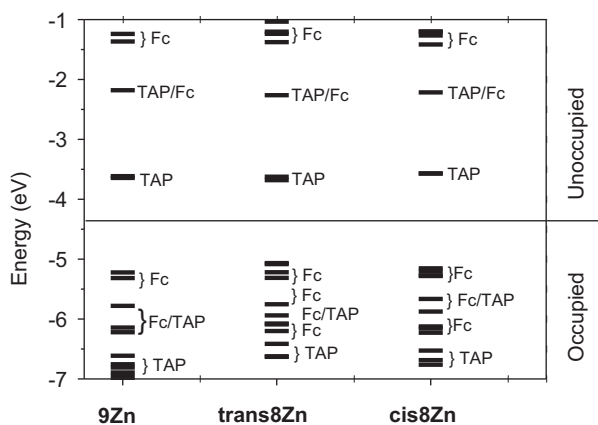 -1
} Fc
} Fc
} Fc
-2
TAP/Fc
TAP/Fc
TAP/Fc
Unoccupied
-3
TAP
TAP
TAP
-4
Energy (eV)
-5
} Fc
} Fc
}Fc
Fc
} Fc/TAP
-6
}Fc/TAP
Fc/TAP
} Fc
}Fc
Occupied
} TAP
} TAP
} TAP
-7
9Zn
trans8Zn
cis8Zn